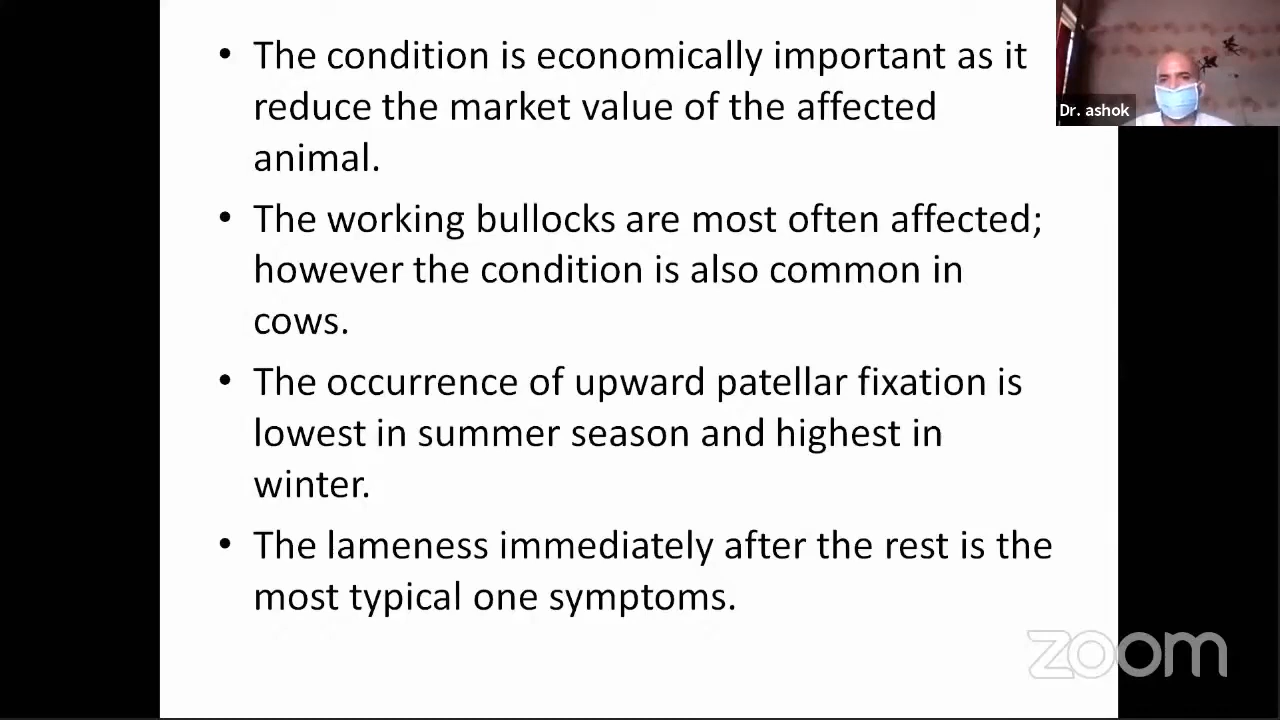 • The condition is economically important as it
reduce the market value of the affected
animal.
• The working bullocks are most often affected;
however the condition is also common in
cows.
• The occurrence of upward patellar fixation is
lowest in summer season and highest in
winter.
• The lameness immediately after the rest is the
most typical one symptoms.
Dr. ashok
zoom